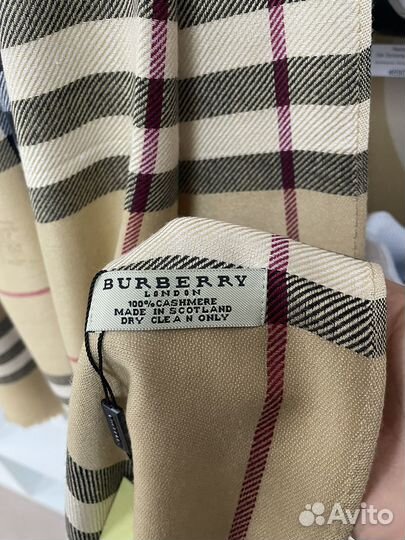 BURBERRY
LONDON
100% CASHMERE
MADE IN SCOTLAND
DRY CLEAN ONLY
Avito